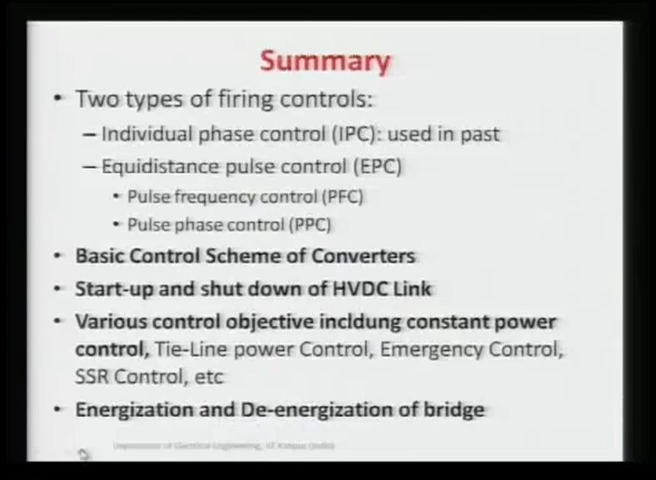 Summary
• Two types of firing controls:
– Individual phase control (IPC): used in past
– Equidistance pulse control (EPC)
• Pulse frequency control (PFC)
• Pulse phase control (PPC)
• Basic Control Scheme of Converters
• Start-up and shut down of HVDC Link
• Various control objective incldung constant power
control, Tie-Line power Control, Emergency Control,
SSR Control, etc
• Energization and De-energization of bridge
Department of Electrical Engineering, IIT Kanpur (India)